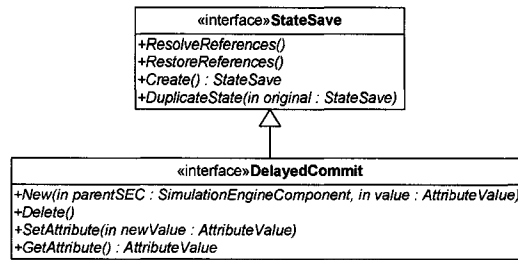 «interface»StateSave
+ResolveReferences()
+RestoreReferences()
+Create() : StateSave
+DuplicateState(in original : StateSave)
«interface»DelayedCommit
+New(in parentSEC : SimulationEngineComponent, in value : AttributeValue)
+Delete()
+SetAttribute(in newValue : AttributeValue)
+GetAttribute() : AttributeValue